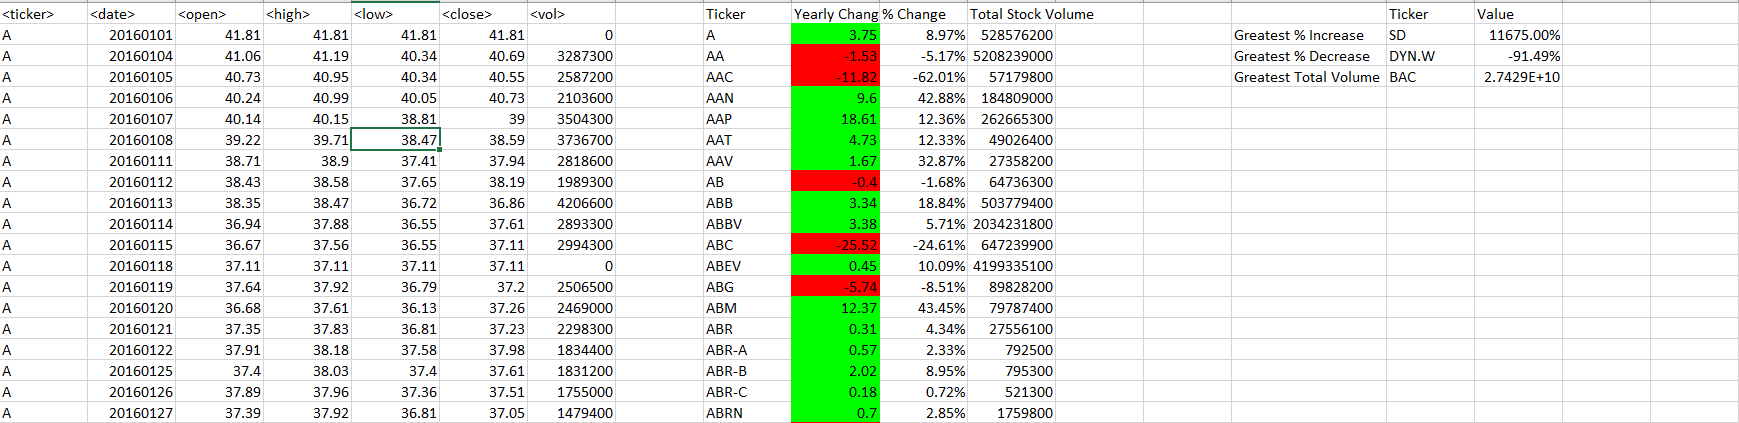 <ticker> <date> <open> <high> <low> <close> <vol> Ticker Yearly Chang % Change Total Stock Volume Ticker Value
A 20160101 41.81 41.81 41.81 41.81 0 A 3.75 8.97% 528576200 Greatest % Increase SD 11675.00%
A 20160104 41.06 41.19 40.34 40.69 3287300 AA -1.53 -5.17% 5208239000 Greatest % Decrease DYN.W -91.49%
A 20160105 40.73 40.95 40.34 40.55 2587200 AAC -11.82 -62.01% 57179800 Greatest Total Volume BAC 2.7429E+10
A 20160106 40.24 40.99 40.05 40.73 2103600 AAN 9.6 42.88% 184809000
A 20160107 40.14 40.15 38.81 39 3504300 AAP 18.61 12.36% 262665300
A 20160108 39.22 39.71 38.47 38.59 3736700 AAT 4.73 12.33% 49026400
A 20160111 38.71 38.9 37.41 37.94 2818600 AAV 1.67 32.87% 27358200
A 20160112 38.43 38.58 37.65 38.19 1989300 AB -0.4 -1.68% 64736300
A 20160113 38.35 38.47 36.72 36.86 4206600 ABB 3.34 18.84% 503779400
A 20160114 36.94 37.88 36.55 37.61 2893300 ABBV 3.38 5.71% 2034231800
A 20160115 36.67 37.56 36.55 37.11 2994300 ABC -25.52 -24.61% 647239900
A 20160118 37.11 37.11 37.11 37.11 0 ABEV 0.45 10.09% 4199335100
A 20160119 37.64 37.92 36.79 37.2 2506500 ABG -5.74 -8.51% 89828200
A 20160120 36.68 37.61 36.13 37.26 2469000 ABM 12.37 43.45% 79787400
A 20160121 37.35 37.83 36.81 37.23 2298300 ABR 0.31 4.34% 27556100
A 20160122 37.91 38.18 37.58 37.98 1834400 ABR-A 0.57 2.33% 792500
A 20160125 37.4 38.03 37.4 37.61 1831200 ABR-B 2.02 8.95% 795300
A 20160126 37.89 37.96 37.36 37.51 1755000 ABR-C 0.18 0.72% 521300
A 20160127 37.39 37.92 36.81 37.05 1479400 ABRN 0.7 2.85% 1759800